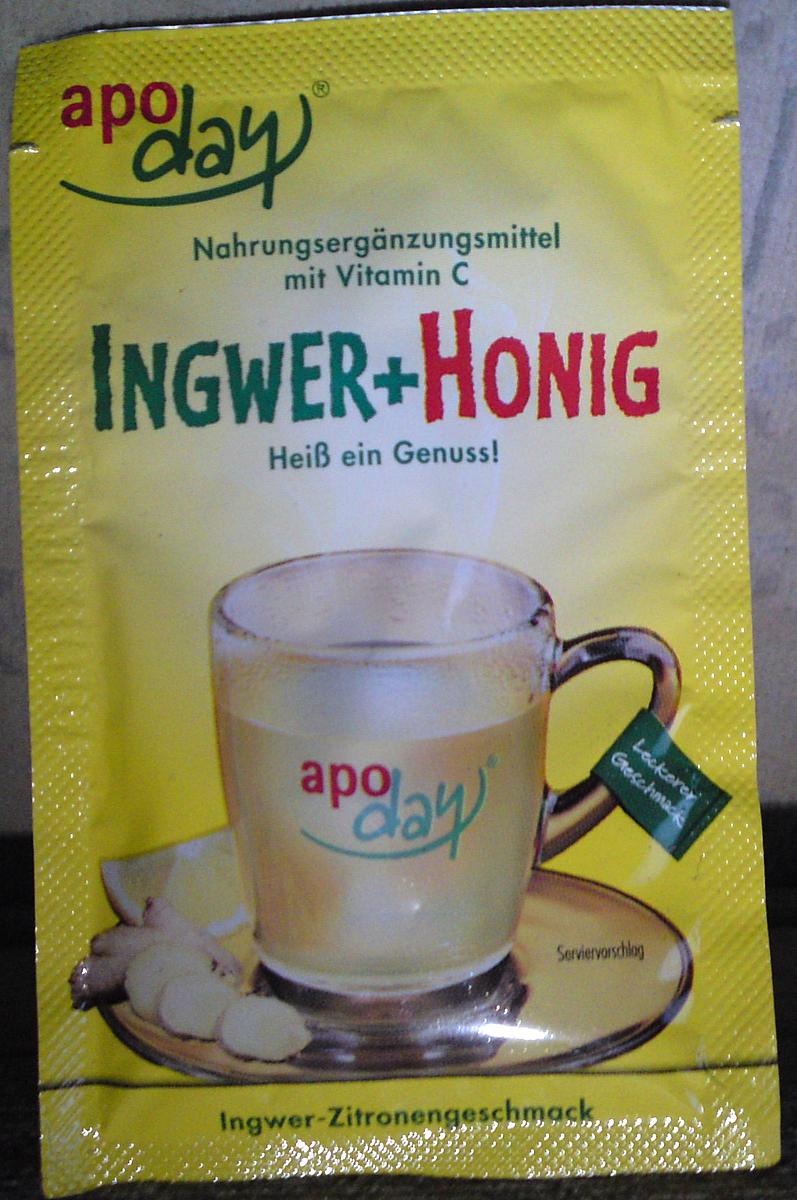 apo
day®
Nahrungsergänzungsmittel
mit Vitamin C
INGWER+HONIG
Heiß ein Genuss!
apo
day®
Leckerer
Geschmack
Serviervorschlag
Ingwer-Zitronengeschmack